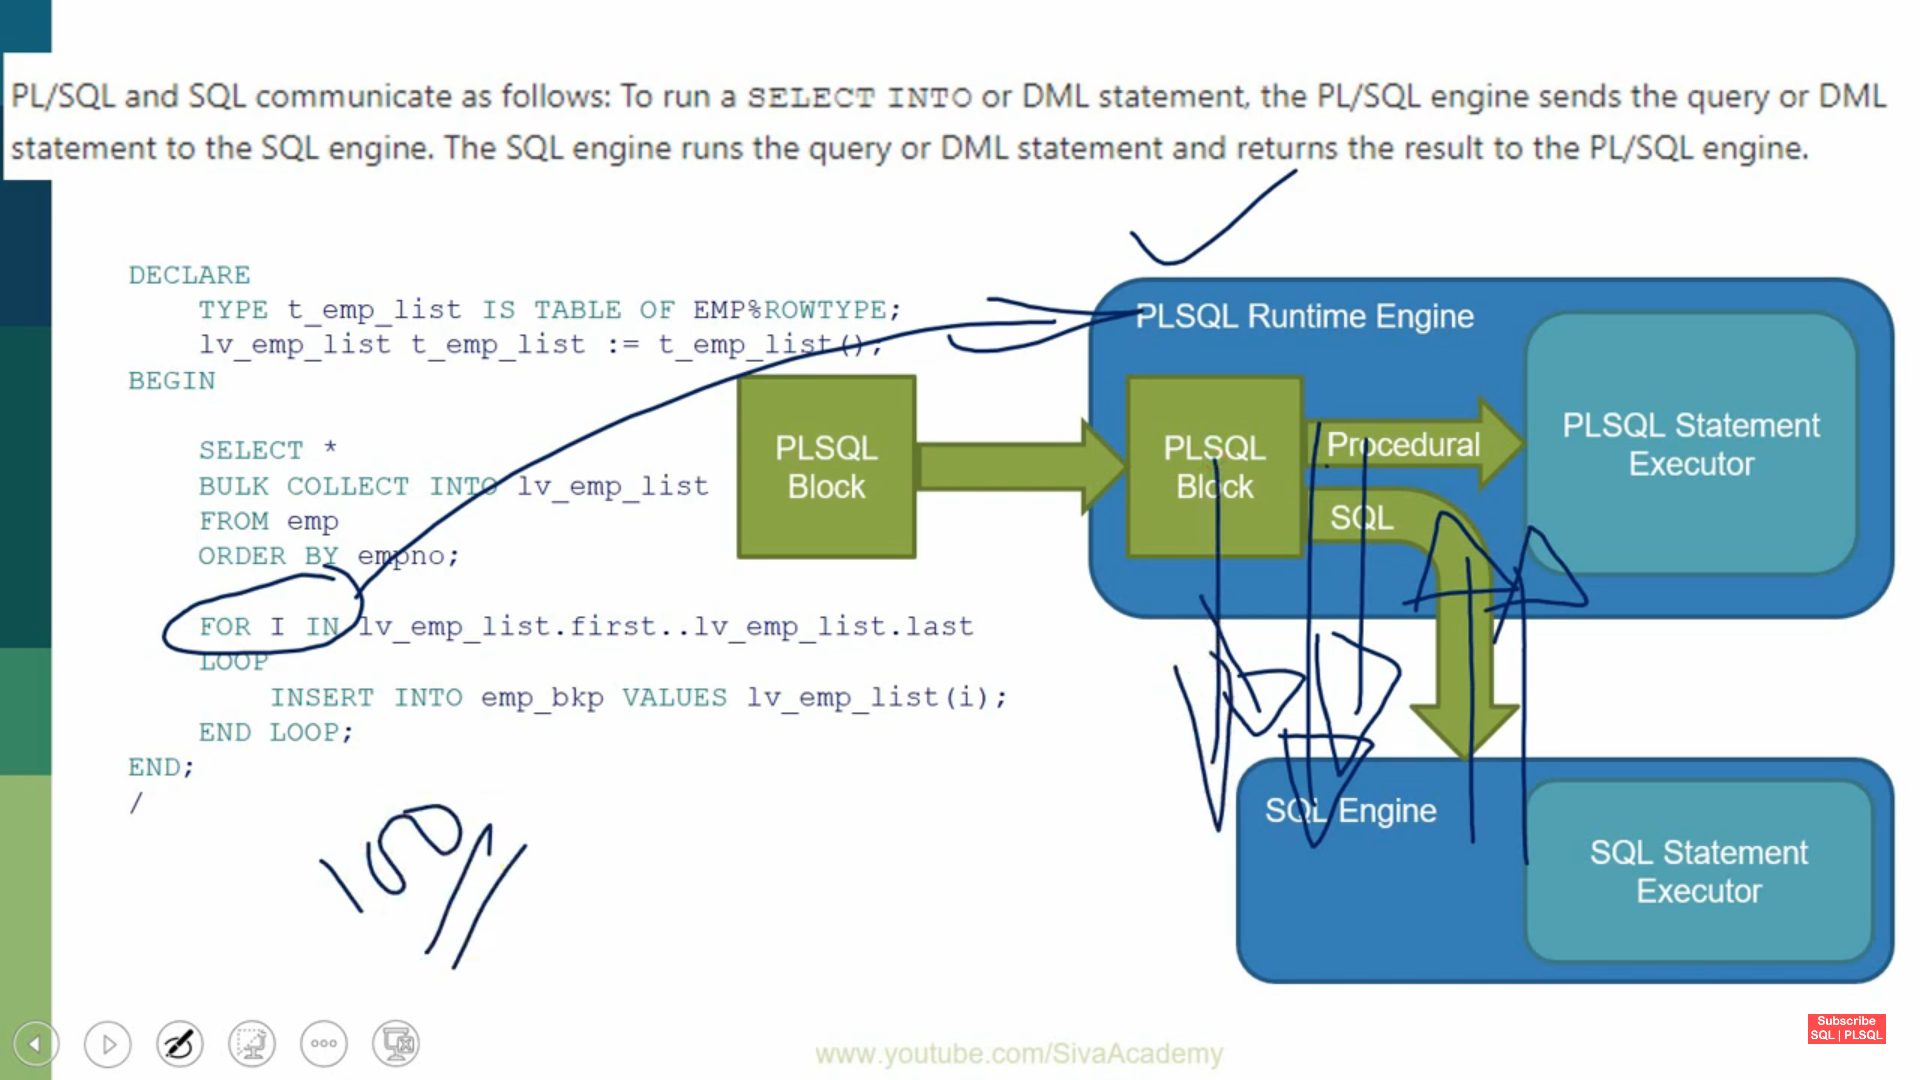 PL/SQL and SQL communicate as follows: To run a SELECT INTO or DML statement, the PL/SQL engine sends the query or DML
statement to the SQL engine. The SQL engine runs the query or DML statement and returns the result to the PL/SQL engine.
DECLARE
TYPE t_emp_list IS TABLE OF EMP%ROWTYPE;
lv_emp_list t_emp_list := t_emp_list();
BEGIN
SELECT *
BULK COLLECT INTO lv_emp_list
FROM emp
ORDER BY empno;
FOR I IN lv_emp_list.first..lv_emp_list.last
LOOP
INSERT INTO emp_bkp VALUES lv_emp_list(i);
END LOOP;
END;
/
100
PLSQL
Block
PLSQL Runtime Engine
PLSQL
Block
Procedural
SQL
PLSQL Statement
Executor
SQL Engine
SQL Statement
Executor
www.youtube.com/SivaAcademy
Subscribe
SQL | PLSQL